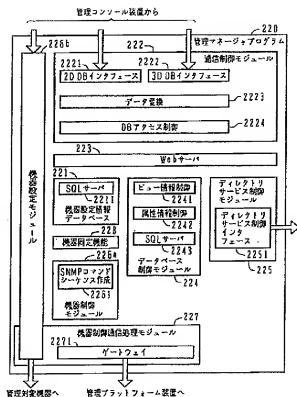 管理コンソール装置から
226b
220
管理マネージャプログラム
222
通信制御モジュール
2221
2222
2D DBインタフェース
3D DBインタフェース
データ変換
2223
DBアクセス制御
2224
223
Webサーバ
機器設定モジュール
221
SQLサーバ
2211
機器設定情報データベース
228
機器同定機能
226a
SNMPコマンドシーケンス作成
2263
機器制御モジュール
ビュー情報制御
2241
属性情報制御
2242
SQLサーバ
2243
データベース制御モジュール
224
ディレクトリサービス制御モジュール
ディレクトリサービス制御インタフェース
2251
225
227
機器制御通信処理モジュール
2271
ゲートウェイ
管理対象機器へ
管理プラットフォーム装置へ